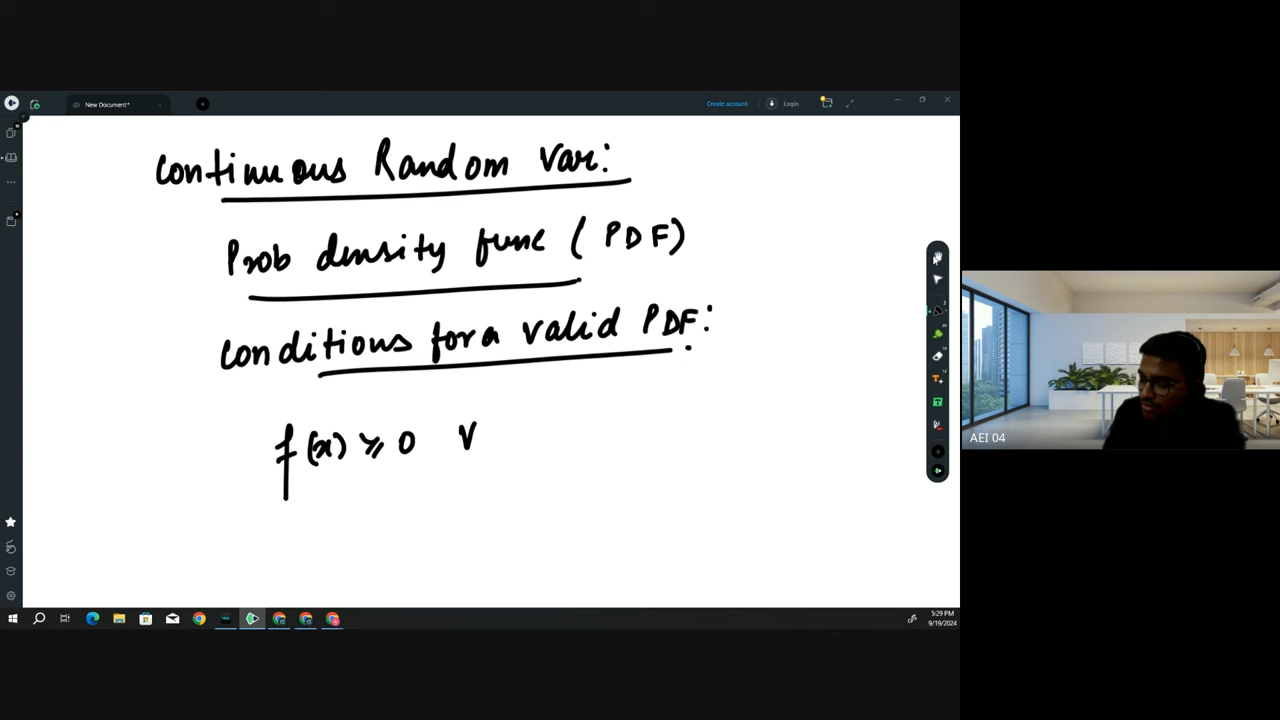 New Document*
Create account
Login
Continuous Random Var:
Prob density func (PDF)
Conditions for a valid PDF:
f(x) ≥ 0 ∀
AEI 04
5:29 PM
9/19/2024